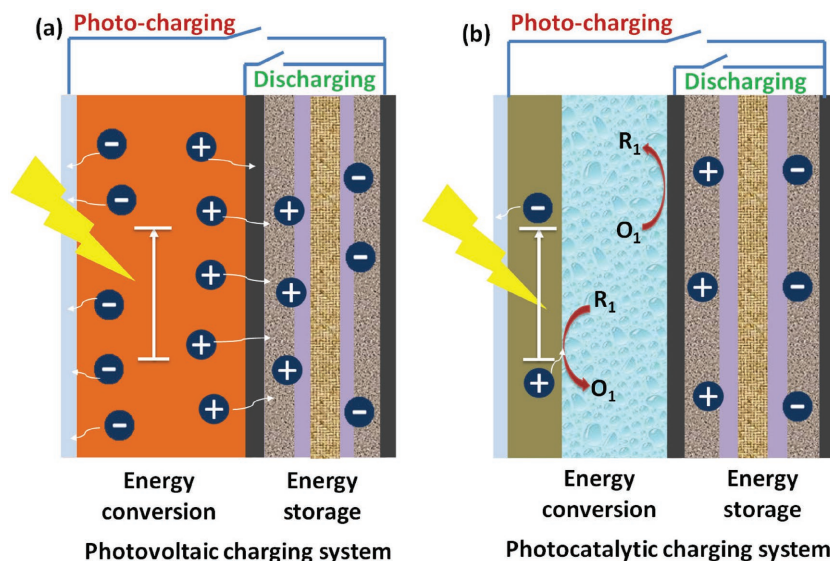 (a)
Photo-charging
Discharging
Energy
conversion
Energy
storage
Photovoltaic charging system
(b)
Photo-charging
Discharging
R1
O1
R1
O1
Energy
conversion
Energy
storage
Photocatalytic charging system